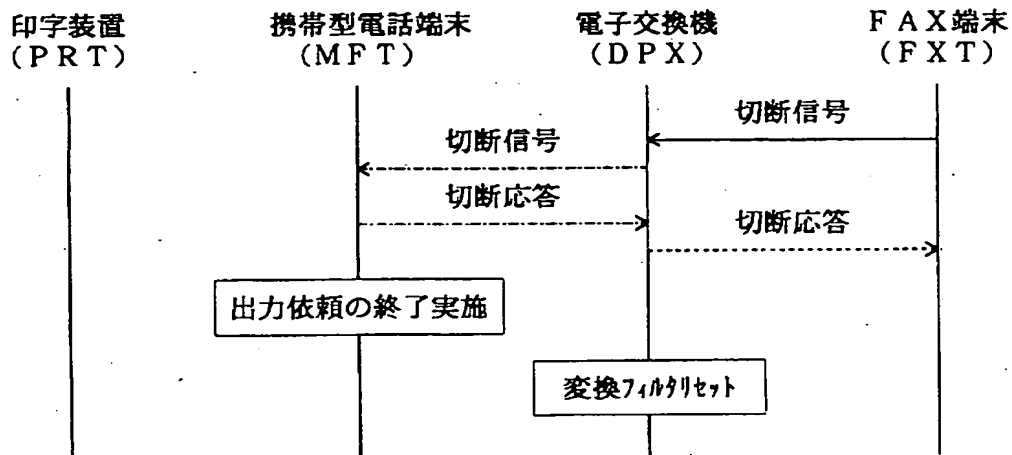 印字装置 携帯型電話端末 電子交換機 FAX端末
(PRT) (MFT) (DPX) (FXT)
切断信号
切断信号
切断応答
切断応答
出力依頼の終了実施
変換フィルタリセット